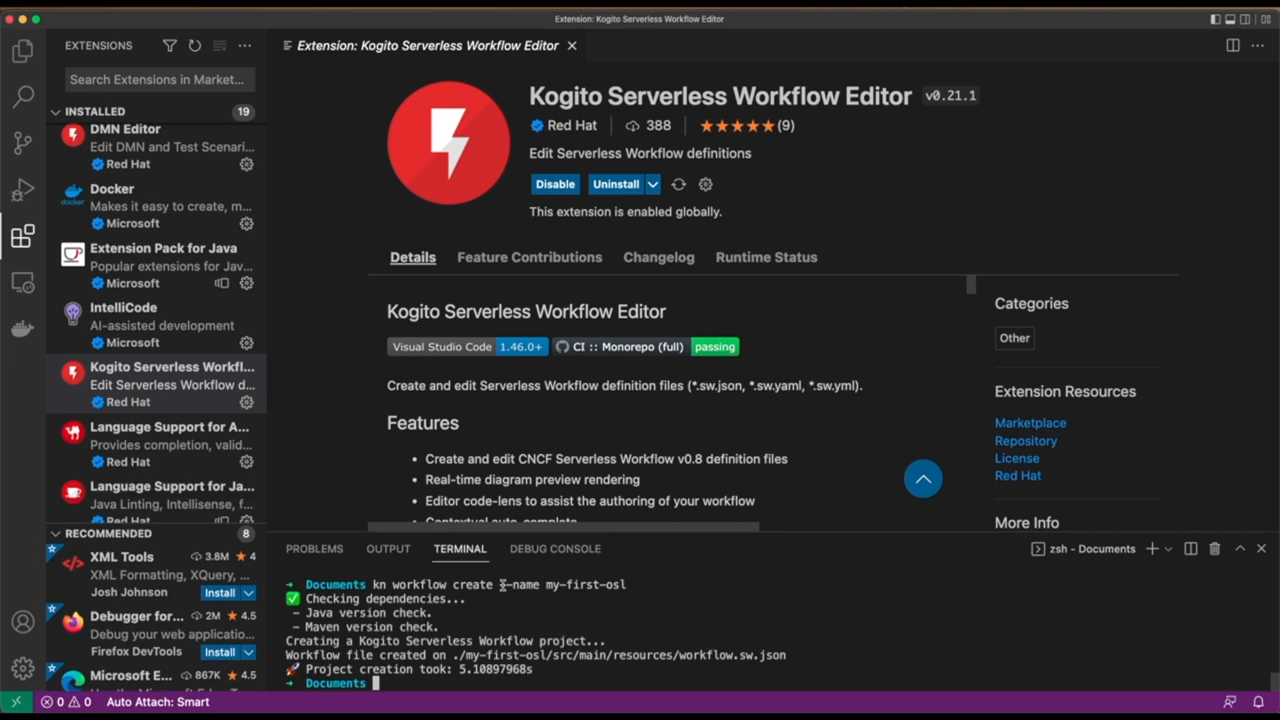 Extension: Kogito Serverless Workflow Editor
EXTENSIONS
Search Extensions in Market...
INSTALLED 19
DMN Editor
Edit DMN and Test Scenari...
Red Hat
Docker
Makes it easy to create, m...
Microsoft
Extension Pack for Java
Popular extensions for Jav...
Microsoft
IntelliCode
AI-assisted development
Microsoft
Kogito Serverless Workfl...
Edit Serverless Workflow d...
Red Hat
Language Support for A...
Provides completion, valid...
Red Hat
Language Support for Ja...
Java Linting, Intellisense, f...
Red Hat
RECOMMENDED 8
XML Tools 3.8M ★ 4
XML Formatting, XQuery, ...
Josh Johnson Install
Debugger for... 2M ★ 4.5
Debug your web applicatio...
Firefox DevTools Install
Microsoft E... 867K ★ 4.5
Extension: Kogito Serverless Workflow Editor
Kogito Serverless Workflow Editor v0.21.1
Red Hat 388 ★★★★★ (9)
Edit Serverless Workflow definitions
Disable Uninstall
This extension is enabled globally.
Details Feature Contributions Changelog Runtime Status
Kogito Serverless Workflow Editor
Visual Studio Code 1.46.0+ CI :: Monorepo (full) passing
Create and edit Serverless Workflow definition files (*.sw.json, *.sw.yaml, *.sw.yml).
Features
• Create and edit CNCF Serverless Workflow v0.8 definition files
• Real-time diagram preview rendering
• Editor code-lens to assist the authoring of your workflow
• Contextual auto-complete
Categories
Other
Extension Resources
Marketplace
Repository
License
Red Hat
More Info
PROBLEMS OUTPUT TERMINAL DEBUG CONSOLE
zsh - Documents
→ Documents kn workflow create --name my-first-osl
✅ Checking dependencies...
- Java version check.
- Maven version check.
Creating a Kogito Serverless Workflow project...
Workflow file created on ./my-first-osl/src/main/resources/workflow.sw.json
🚀 Project creation took: 5.10897968s
→ Documents
0 0 Auto Attach: Smart